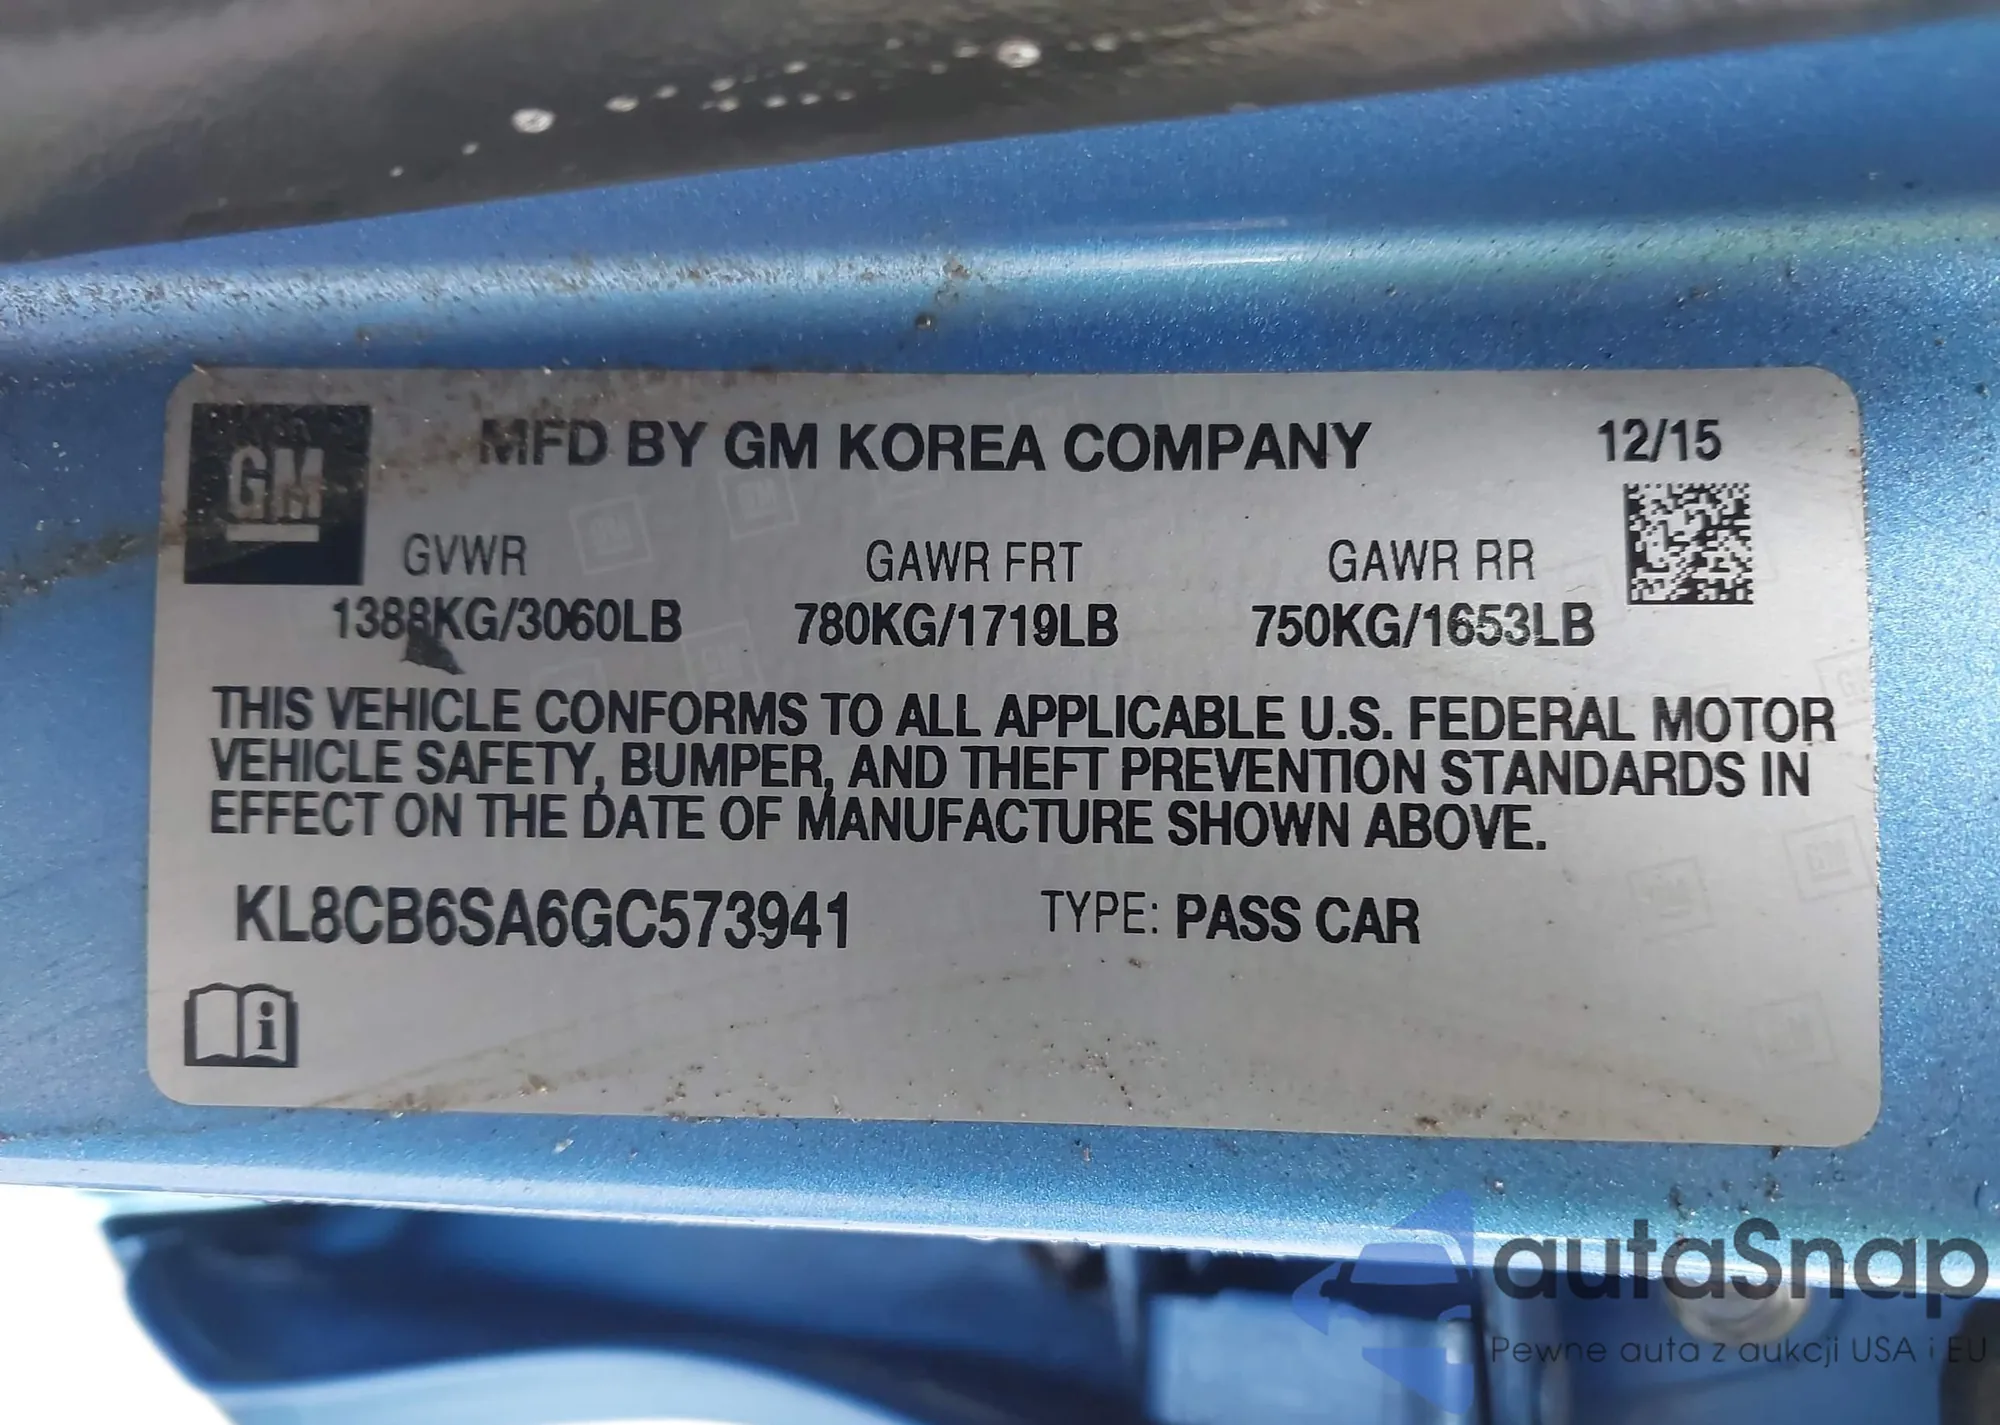 GM
MFD BY GM KOREA COMPANY 12/15
GVWR GAWR FRT GAWR RR
1388KG/3060LB 780KG/1719LB 750KG/1653LB
THIS VEHICLE CONFORMS TO ALL APPLICABLE U.S. FEDERAL MOTOR
VEHICLE SAFETY, BUMPER, AND THEFT PREVENTION STANDARDS IN
EFFECT ON THE DATE OF MANUFACTURE SHOWN ABOVE.
KL8CB6SA6GC573941 TYPE: PASS CAR
i
autaSnap
Pewne auta z aukcji USA i EU